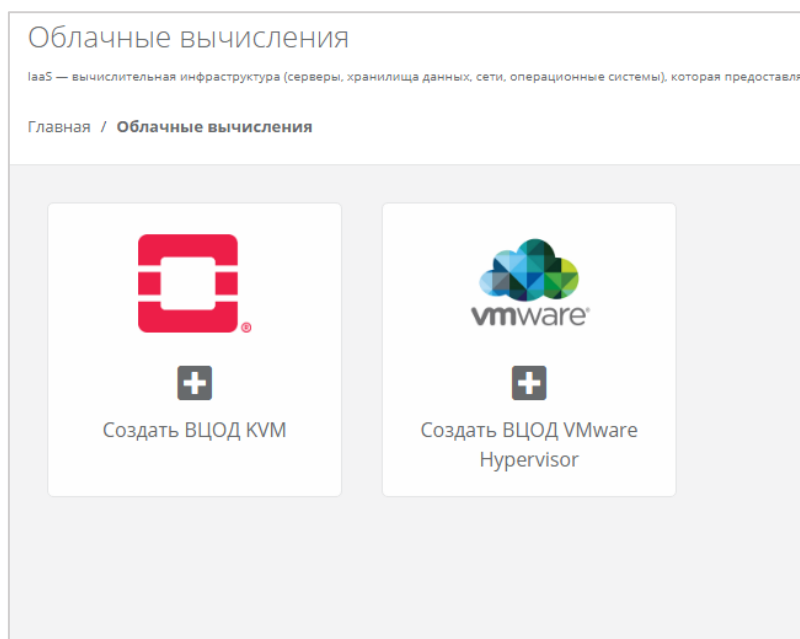 Облачные вычисления
IaaS — вычислительная инфраструктура (серверы, хранилища данных, сети, операционные системы), которая
Главная / Облачные вычисления
®
vmware®
Создать ВЦОД KVM
Создать ВЦОД VMware
Hypervisor